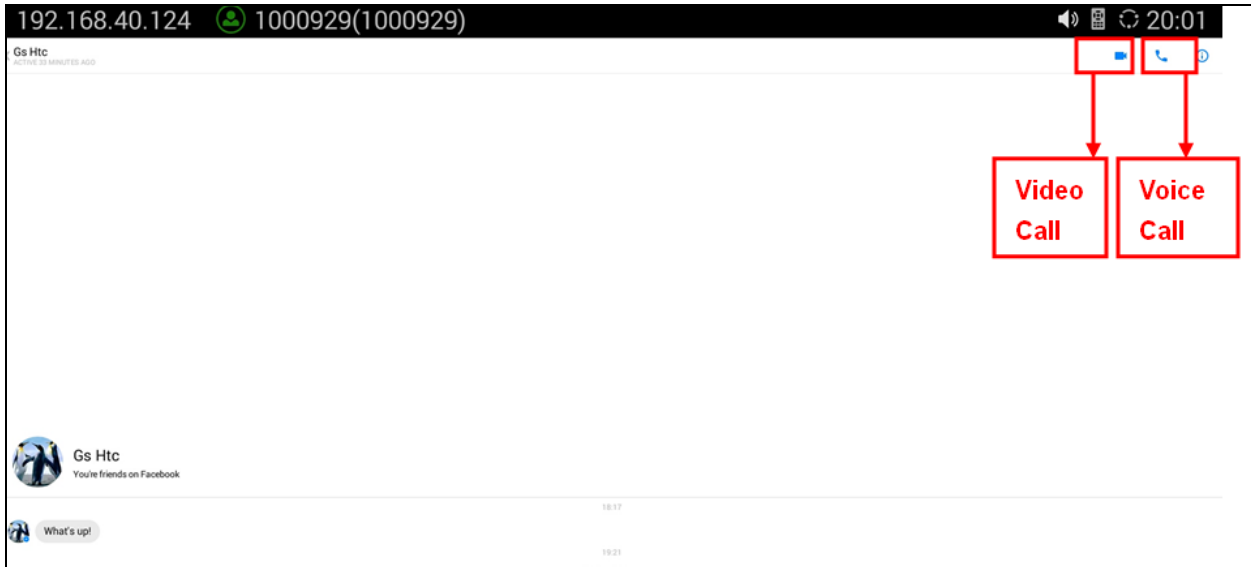 192.168.40.124 1000929(1000929) 20:01
Gs Htc
ACTIVE 33 MINUTES AGO
Video Call
Voice Call
Gs Htc
You're friends on Facebook
18:17
What's up!
19:21